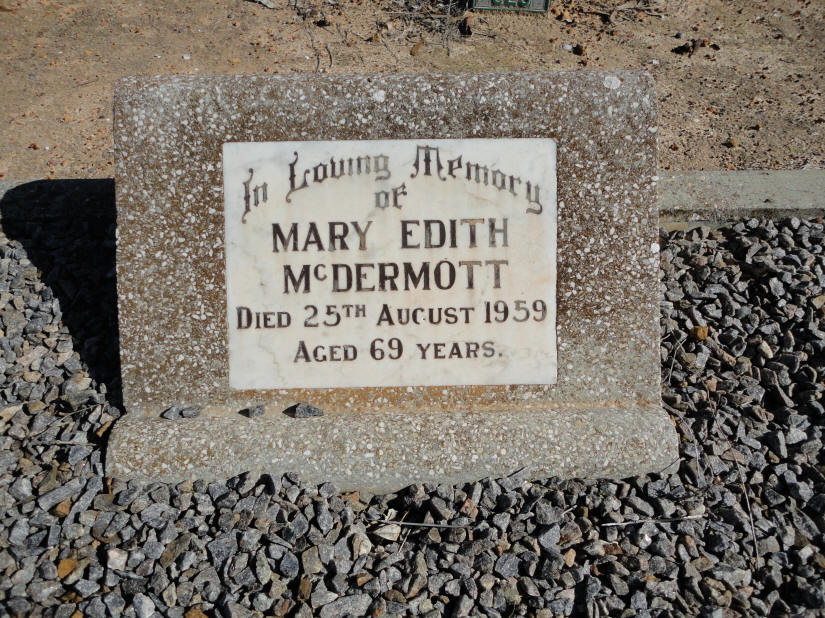 In Loving Memory
of
MARY EDITH
McDERMOTT
DIED 25TH AUGUST 1959
AGED 69 YEARS.